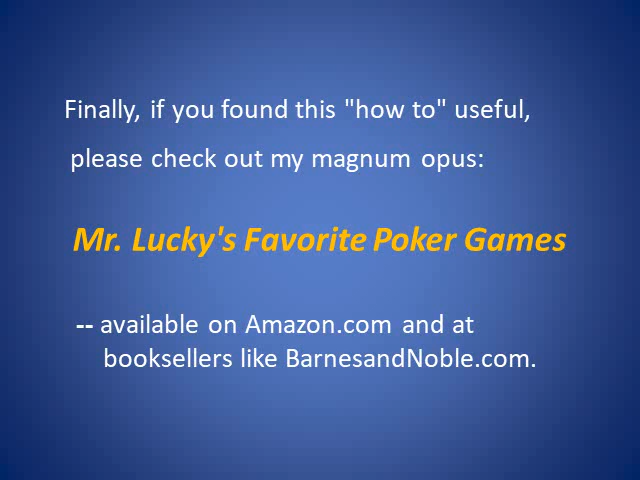 Finally, if you found this "how to" useful,
please check out my magnum opus:
Mr. Lucky's Favorite Poker Games
-- available on Amazon.com and at
booksellers like BarnesandNoble.com.